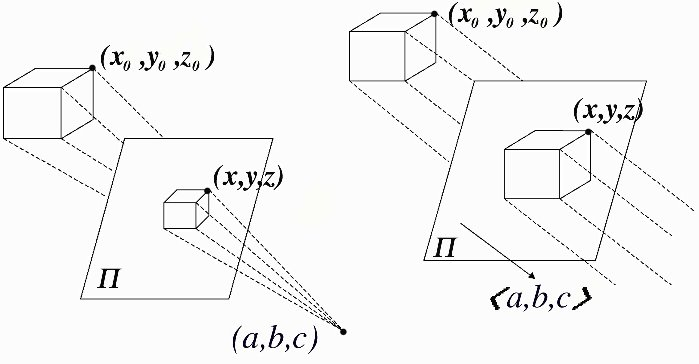 (x₀ ,y₀ ,z₀ )
(x,y,z)
Π
(a,b,c)
(x₀ ,y₀ ,z₀ )
(x,y,z)
Π
<a,b,c>